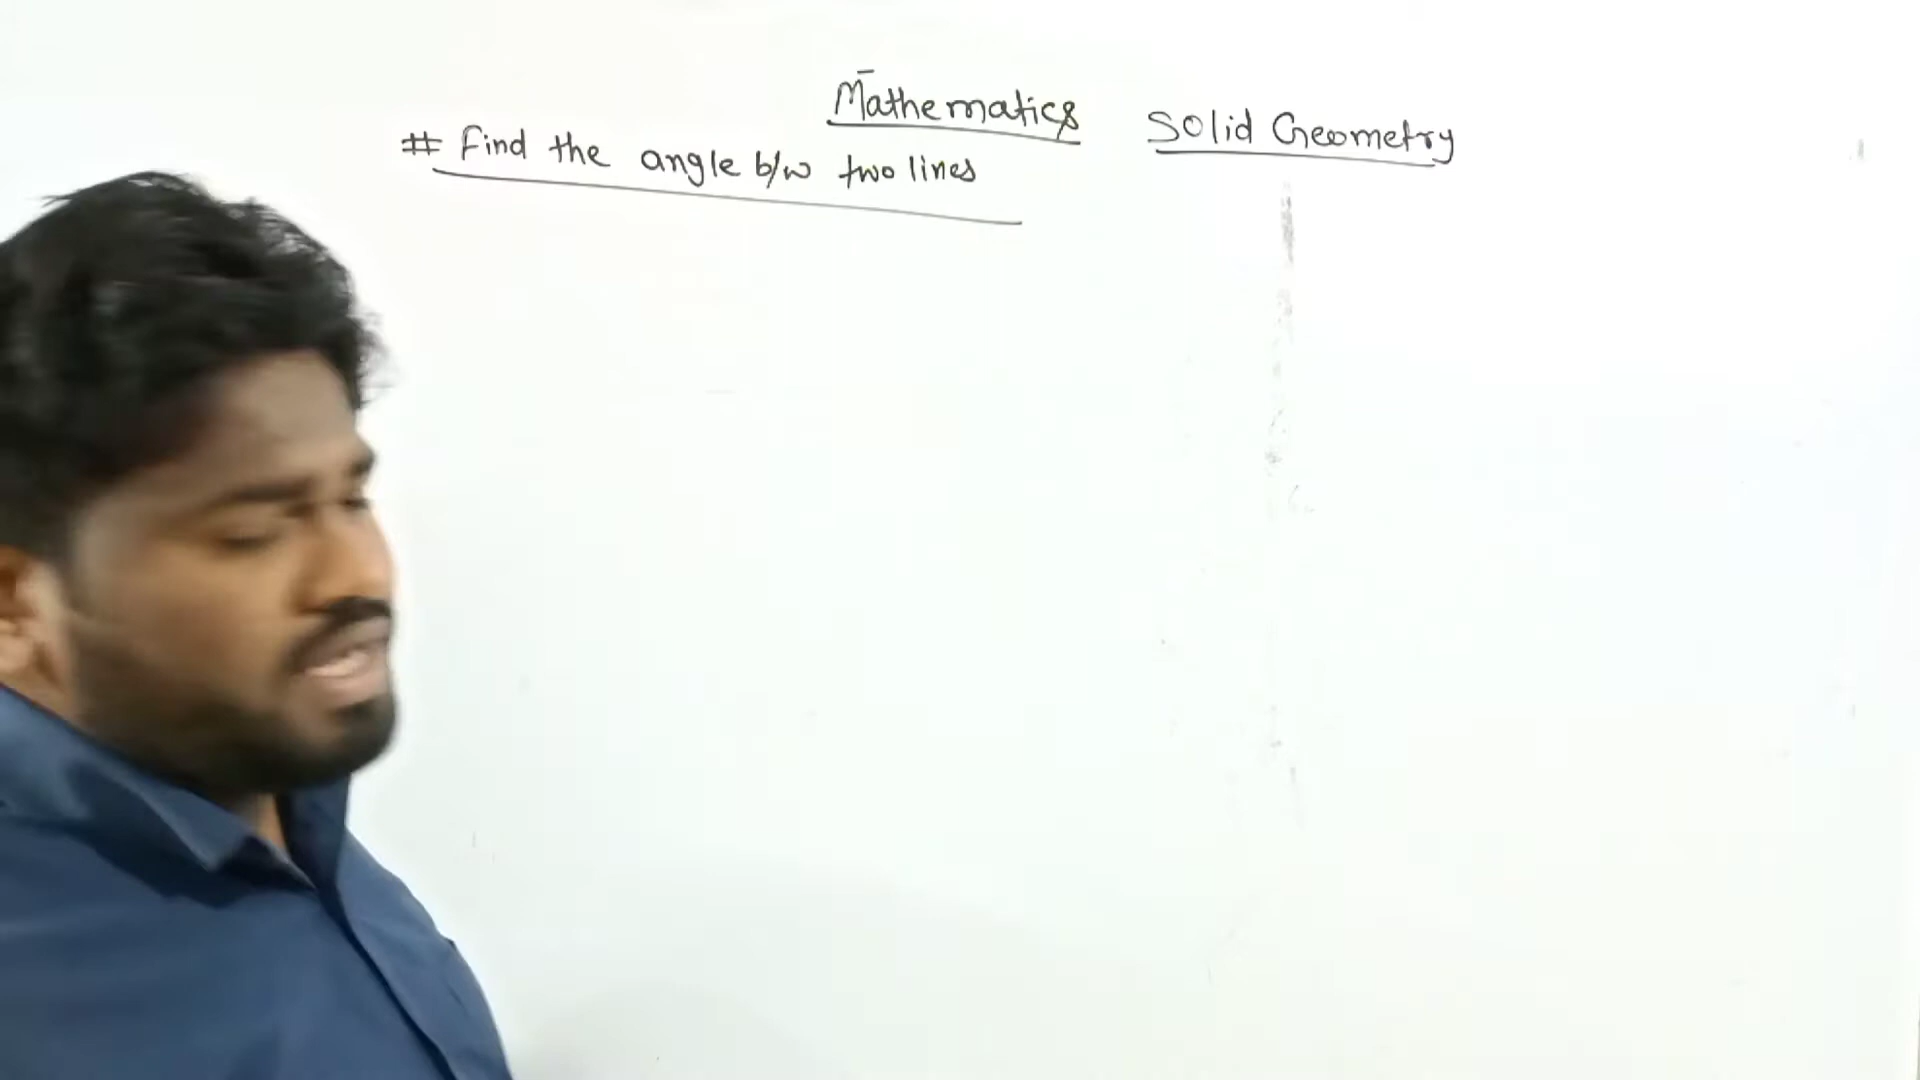 Mathematics Solid Geometry
# Find the angle b/w two lines